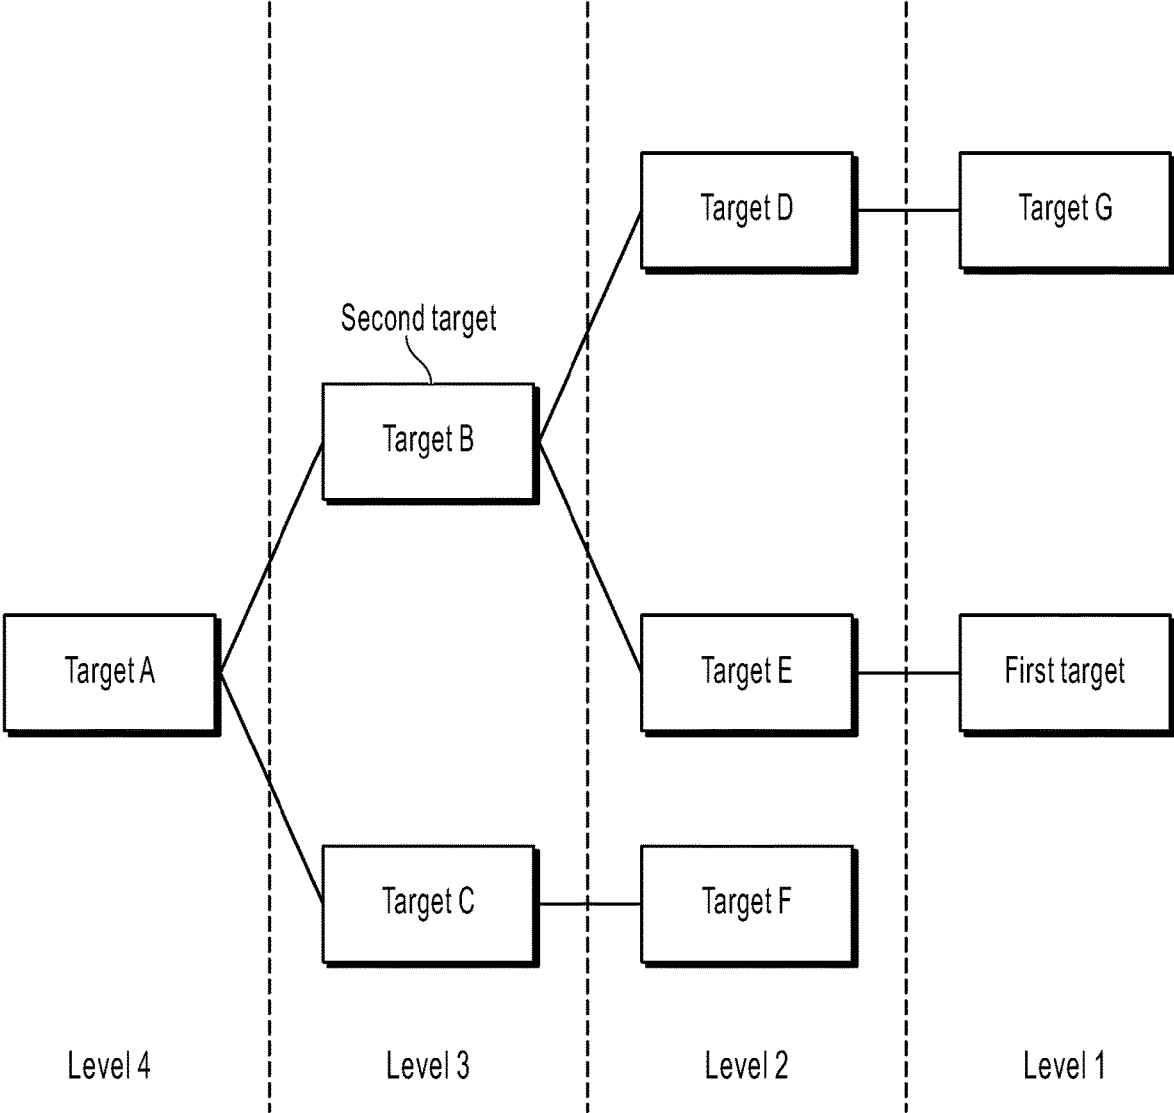 Target D
Target G
Second target
Target B
Target A
Target E
First target
Target C
Target F
Level 4
Level 3
Level 2
Level 1